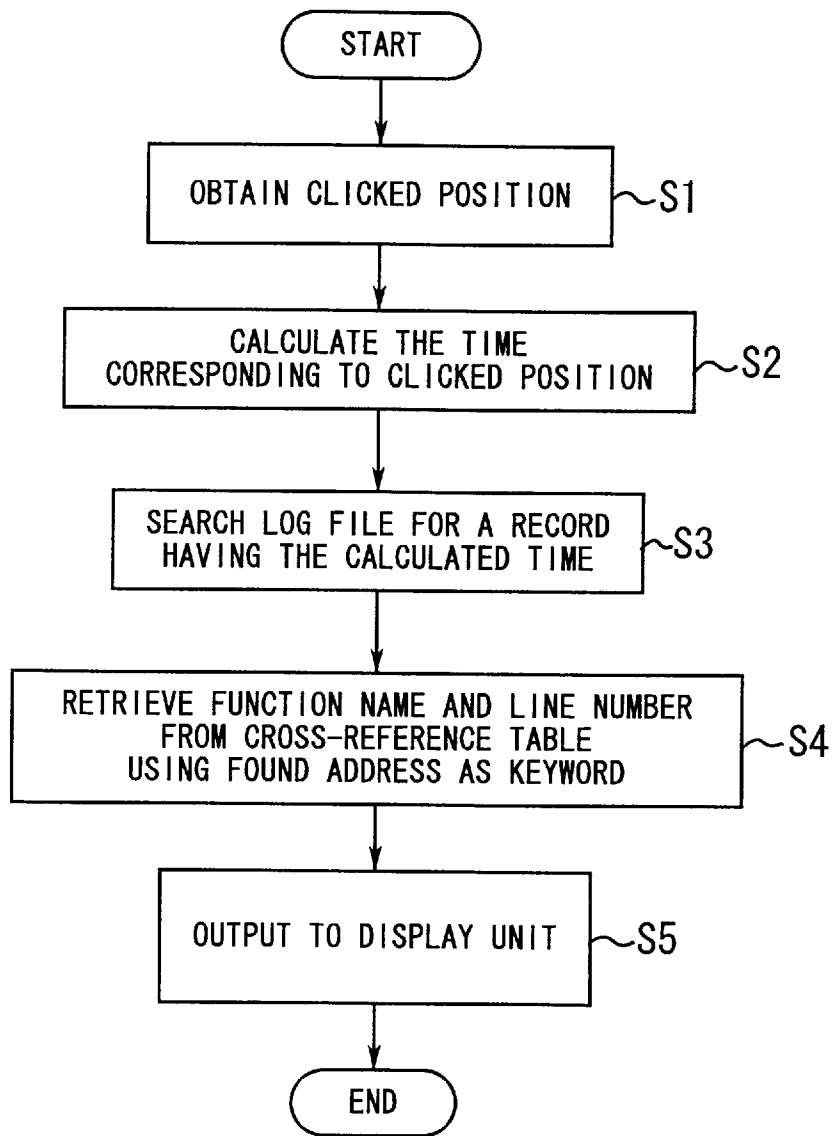 START
OBTAIN CLICKED POSITION
S1
CALCULATE THE TIME
CORRESPONDING TO CLICKED POSITION
S2
SEARCH LOG FILE FOR A RECORD
HAVING THE CALCULATED TIME
S3
RETRIEVE FUNCTION NAME AND LINE NUMBER
FROM CROSS-REFERENCE TABLE
USING FOUND ADDRESS AS KEYWORD
S4
OUTPUT TO DISPLAY UNIT
S5
END